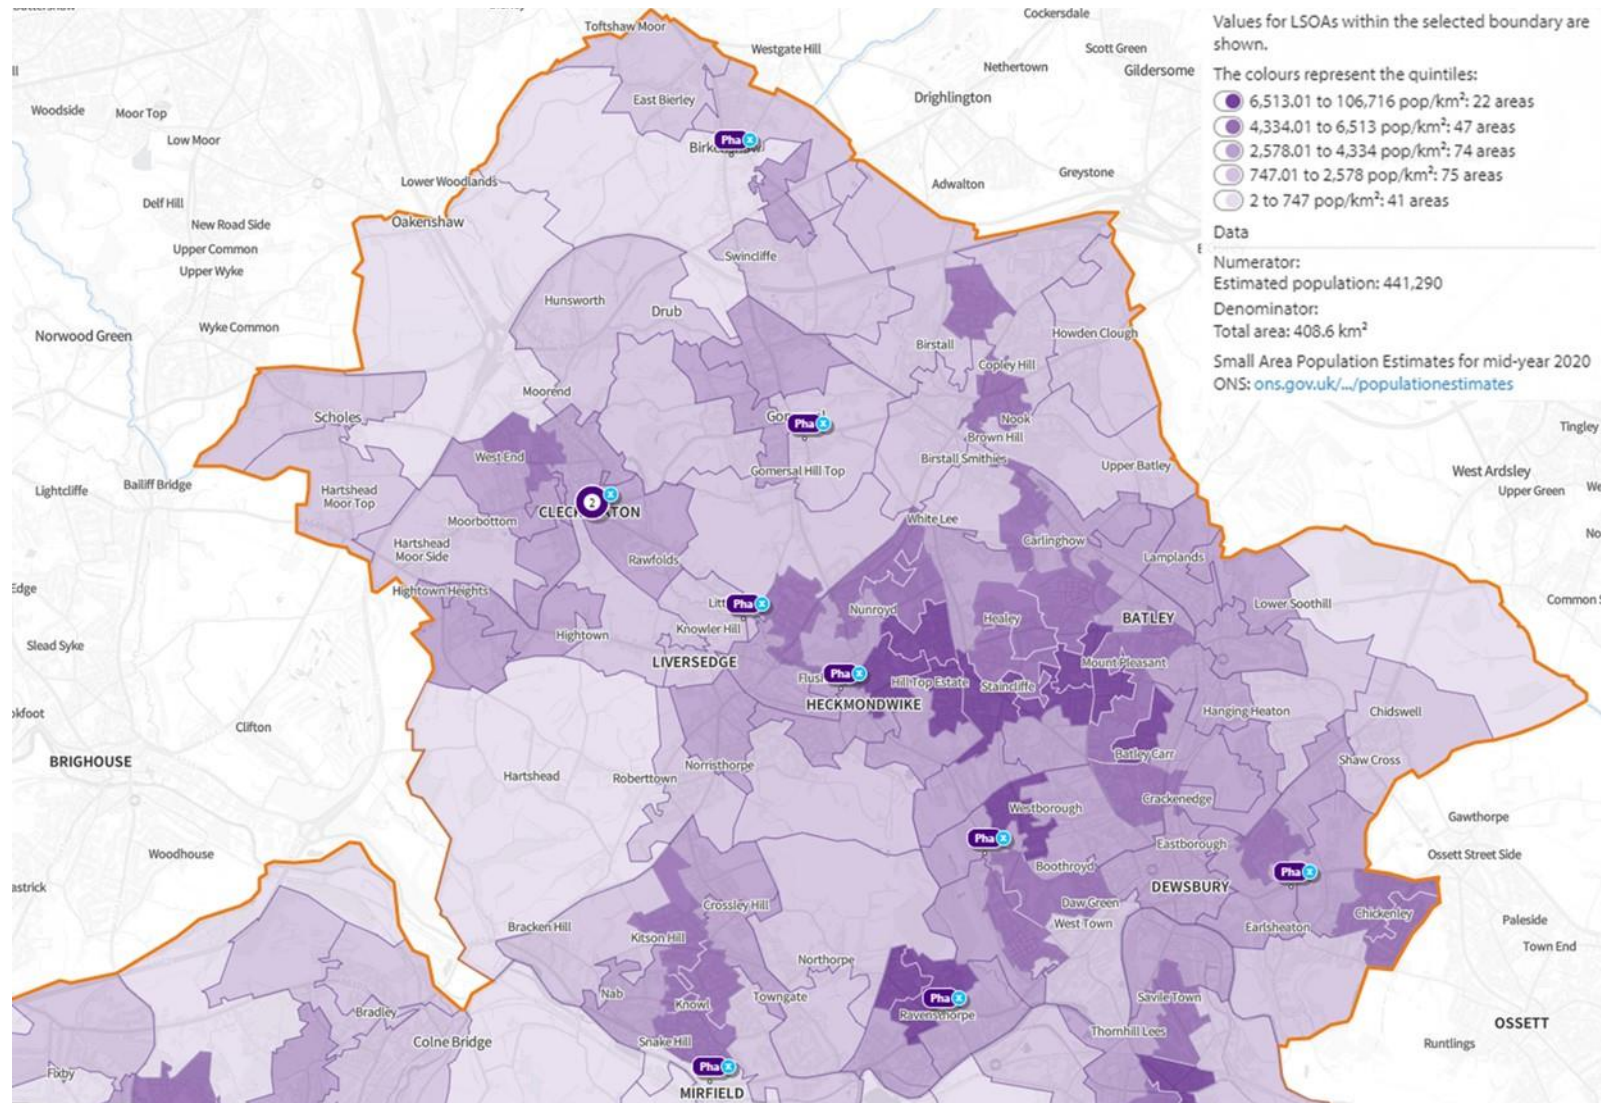 Toftshaw Moor
Cockersdale
Westgate Hill
Scott Green
Nethertown
Gildersome
Woodside
Moor Top
East Bierley
Drighlington
Low Moor
Pha x
Lower Woodlands
Adwalton
Greystone
Delf Hill
New Road Side
Oakenshaw
Upper Common
Upper Wyke
Swincliffe
Hunsworth
Drub
Norwood Green
Wyke Common
Birstall
Howden Clough
Copley Hill
Moorend
Scholes
Pha x
Nook
Brown Hill
West End
Birstall Smithies
Upper Batley
Gomersal Hill Top
Lightcliffe
Bailiff Bridge
Hartshead
Moor Top
2 x
Moorbottom
White Lee
Hartshead
Moor Side
Carlinghow
Lamplands
Rawfolds
Hightown Heights
Pha x
Nunroyd
Healey
BATLEY
Lower Soothill
Hightown
Knowler Hill
Slead Syke
LIVERSEDGE
Mount Pleasant
Pha x
Hill Top Estate
Staincliffe
HECKMONDWIKE
Hanging Heaton
Chidswell
Clifton
BRIGHOUSE
Batley Carr
Shaw Cross
Hartshead
Roberttown
Norristhorpe
Westborough
Crackenedge
Gawthorpe
Pha x
Woodhouse
Boothroyd
Eastborough
Ossett Street Side
Pha x
DEWSBURY
Daw Green
Crossley Hill
Chickenley
West Town
Earlsheaton
Paleside
Bracken Hill
Kitson Hill
Town End
Northorpe
Nab
Knowl
Towngate
Pha x
Savile Town
Bradley
Ravensthorpe
OSSETT
Colne Bridge
Snake Hill
Thornhill Lees
Runtlings
Fixby
Pha x
MIRFIELD
Tingley
West Ardsley
Upper Green
Values for LSOAs within the selected boundary are
shown.
The colours represent the quintiles:
6,513.01 to 106,716 pop/km²: 22 areas
4,334.01 to 6,513 pop/km²: 47 areas
2,578.01 to 4,334 pop/km²: 74 areas
747.01 to 2,578 pop/km²: 75 areas
2 to 747 pop/km²: 41 areas
Data
Numerator:
Estimated population: 441,290
Denominator:
Total area: 408.6 km²
Small Area Population Estimates for mid-year 2020
ONS: ons.gov.uk/.../populationestimates